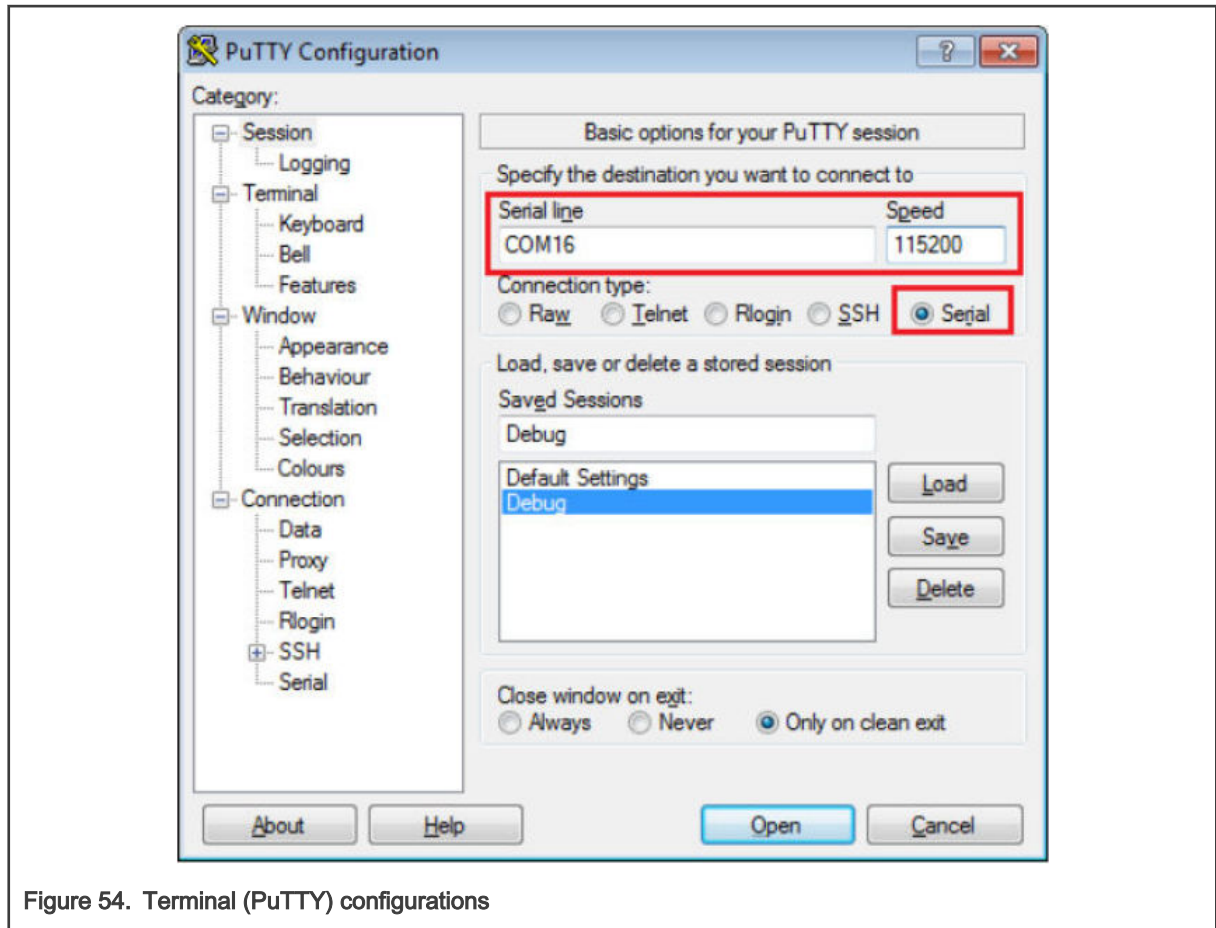 PuTTY Configuration
Category:
Session
Logging
Terminal
Keyboard
Bell
Features
Window
Appearance
Behaviour
Translation
Selection
Colours
Connection
Data
Proxy
Telnet
Rlogin
SSH
Serial
Basic options for your PuTTY session
Specify the destination you want to connect to
Serial line Speed
COM16 115200
Connection type:
Raw Telnet Rlogin SSH Serial
Load, save or delete a stored session
Saved Sessions
Debug
Default Settings
Debug
Load
Save
Delete
Close window on exit:
Always Never Only on clean exit
About Help Open Cancel
Figure 54. Terminal (PuTTY) configurations